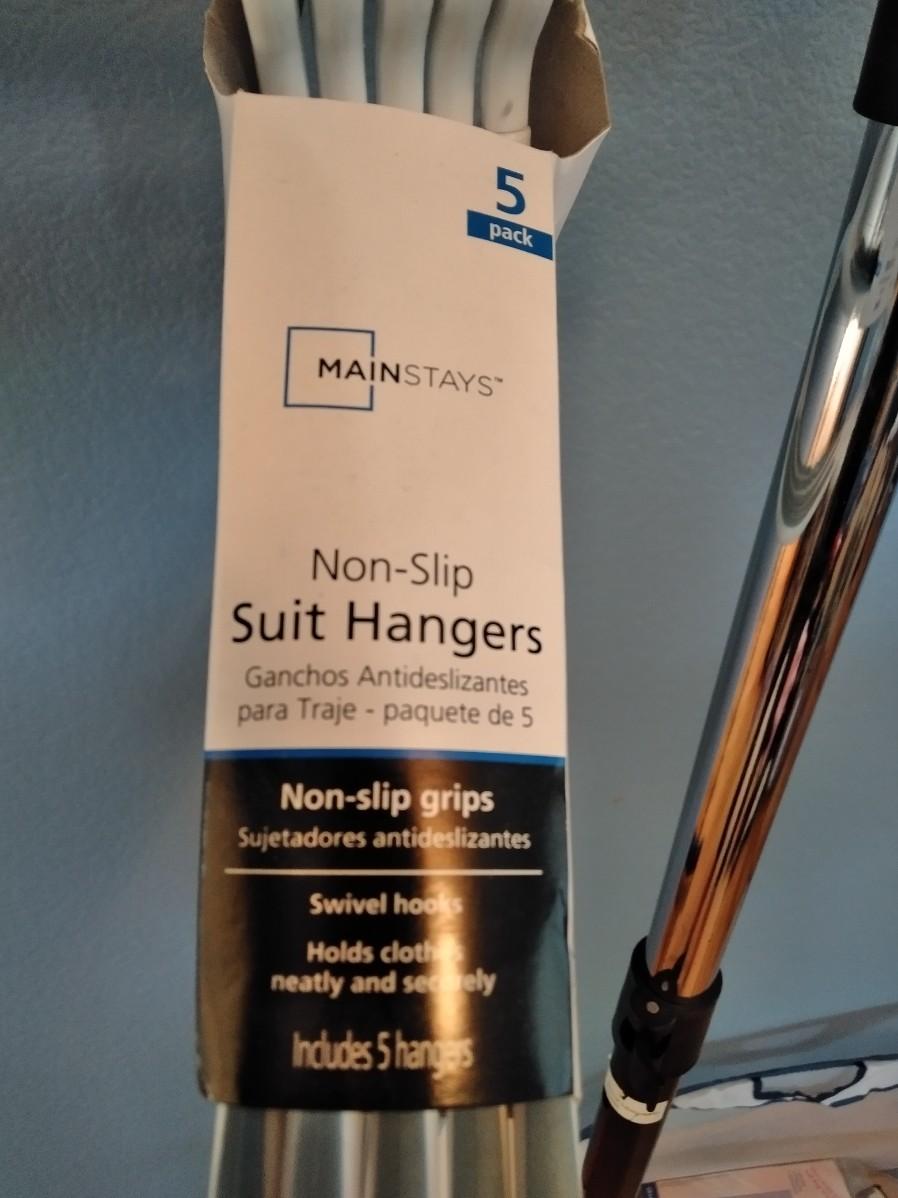 5
pack
MAINSTAYS™
Non-Slip
Suit Hangers
Ganchos Antideslizantes
para Traje - paquete de 5
Non-slip grips
Sujetadores antideslizantes
Swivel hooks
Holds clothes
neatly and securely
Includes 5 hangers